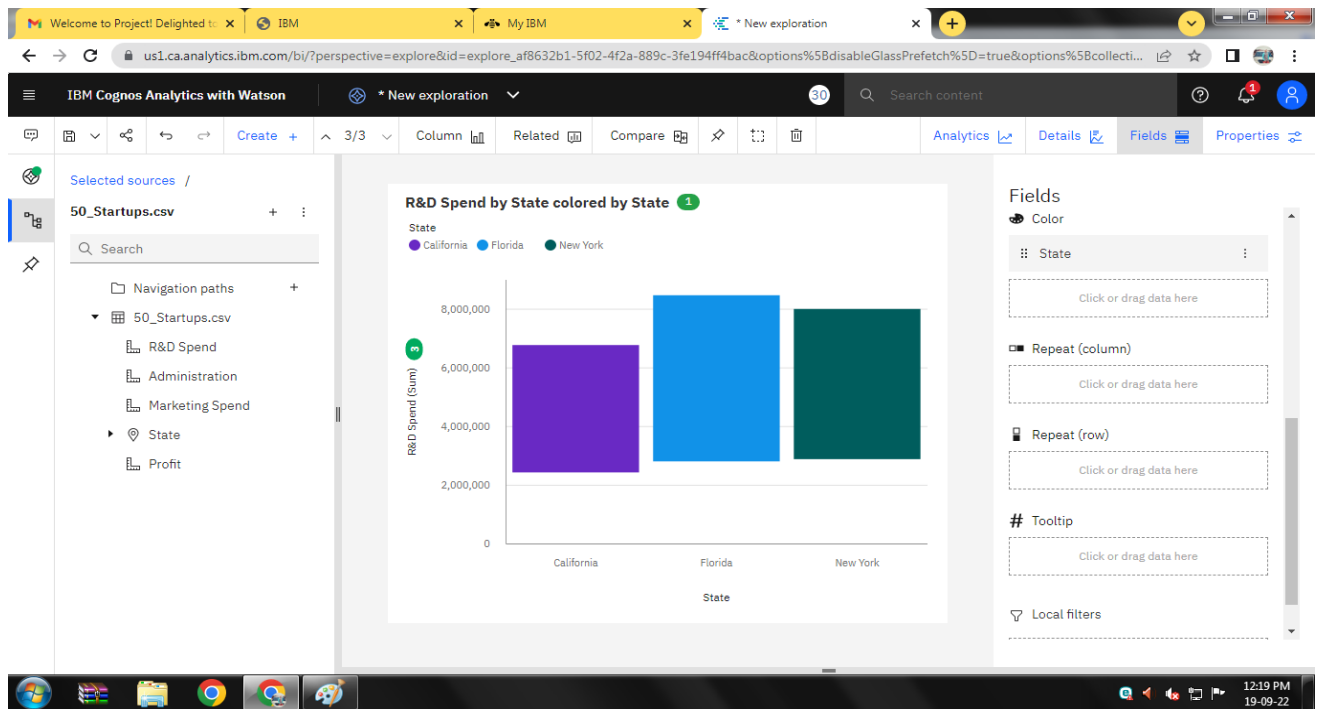 Welcome to Project! Delighted to
IBM
My IBM
* New exploration
us1.ca.analytics.ibm.com/bi/?perspective=explore&id=explore_af8632b1-5f02-4f2a-889c-3fe194ff4bac&options%5BdisableGlassPrefetch%5D=true&options%5Bcollecti...
IBM Cognos Analytics with Watson
* New exploration
30
Search content
1
Create +
3/3
Column
Related
Compare
Analytics
Details
Fields
Properties
Selected sources /
50_Startups.csv
Search
Navigation paths
50_Startups.csv
R&D Spend
Administration
Marketing Spend
State
Profit
R&D Spend by State colored by State 1
State
California
Florida
New York
8,000,000
6,000,000
4,000,000
2,000,000
0
R&D Spend (Sum) 3
California
Florida
New York
State
Fields
Color
State
Click or drag data here
Repeat (column)
Click or drag data here
Repeat (row)
Click or drag data here
# Tooltip
Click or drag data here
Local filters
12:19 PM
19-09-22